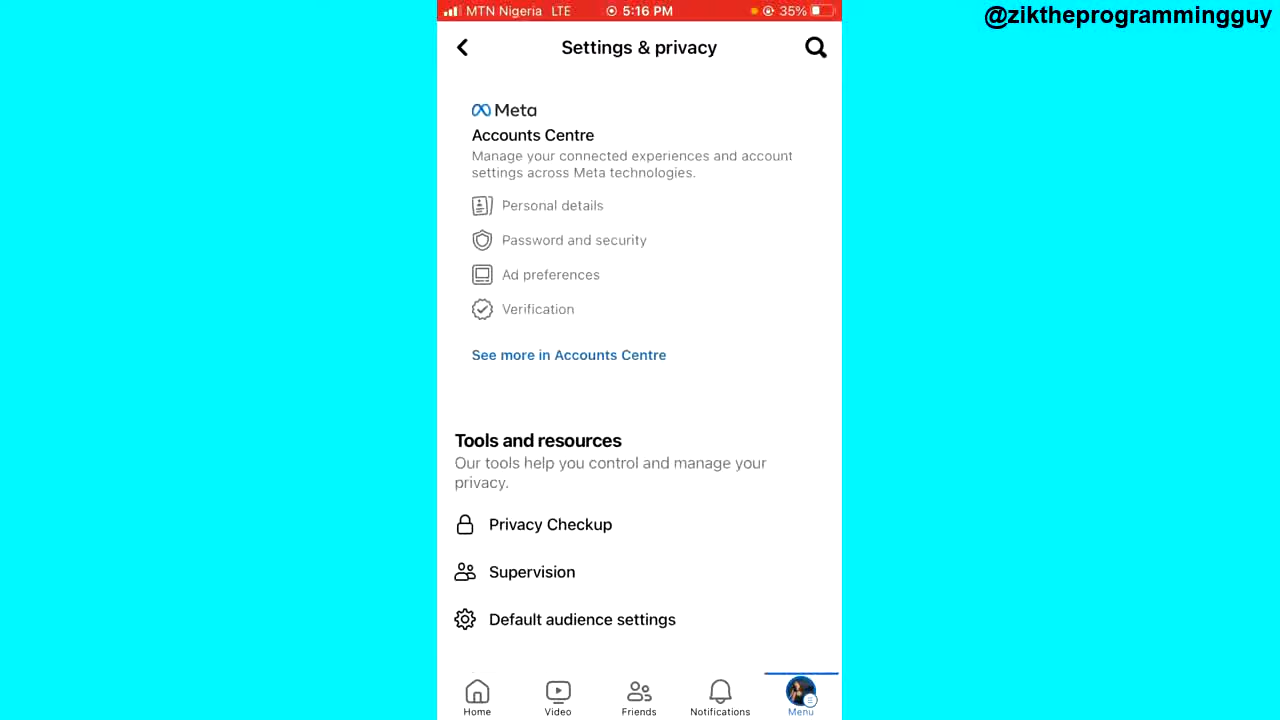 @ziktheprogrammingguy
MTN Nigeria LTE 5:16 PM 35%
Settings & privacy
Meta
Accounts Centre
Manage your connected experiences and account
settings across Meta technologies.
Personal details
Password and security
Ad preferences
Verification
See more in Accounts Centre
Tools and resources
Our tools help you control and manage your
privacy.
Privacy Checkup
Supervision
Default audience settings
Home Video Friends Notifications Menu